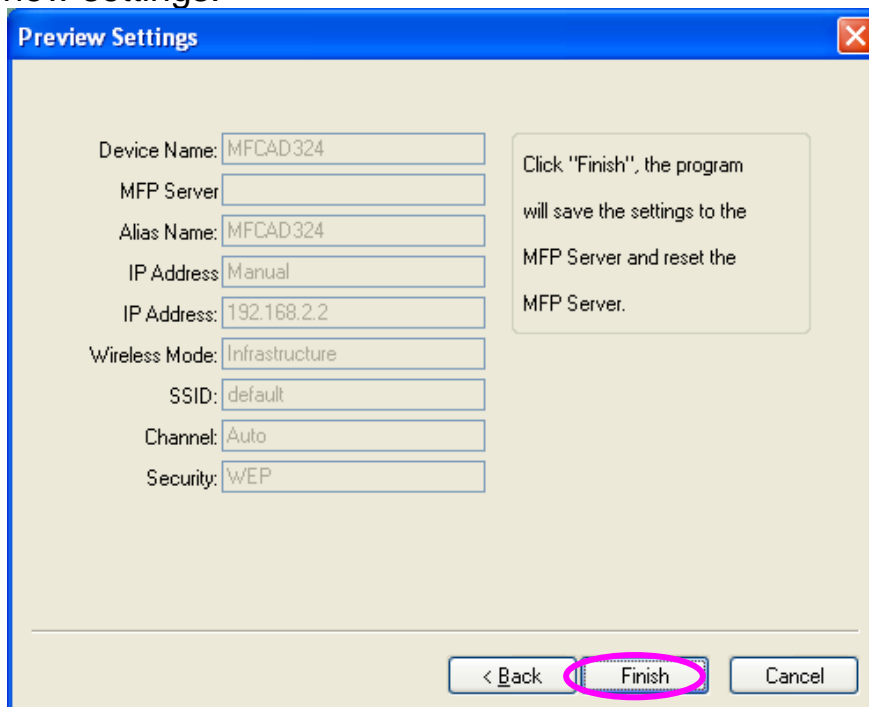 new settings.
Preview Settings
Device Name: MFCAD324
MFP Server
Alias Name: MFCAD324
IP Address Manual
IP Address: 192.168.2.2
Wireless Mode: Infrastructure
SSID: default
Channel: Auto
Security: WEP
Click "Finish", the program
will save the settings to the
MFP Server and reset the
MFP Server.
< Back Finish Cancel